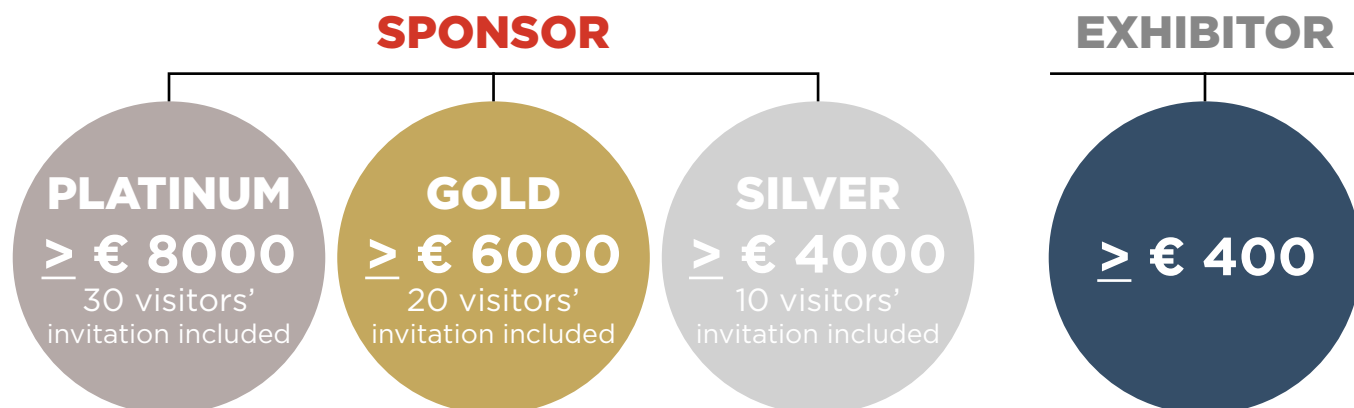 SPONSOR
EXHIBITOR
PLATINUM
≥ € 8000
30 visitors’
invitation included
GOLD
≥ € 6000
20 visitors’
invitation included
SILVER
≥ € 4000
10 visitors’
invitation included
≥ € 400